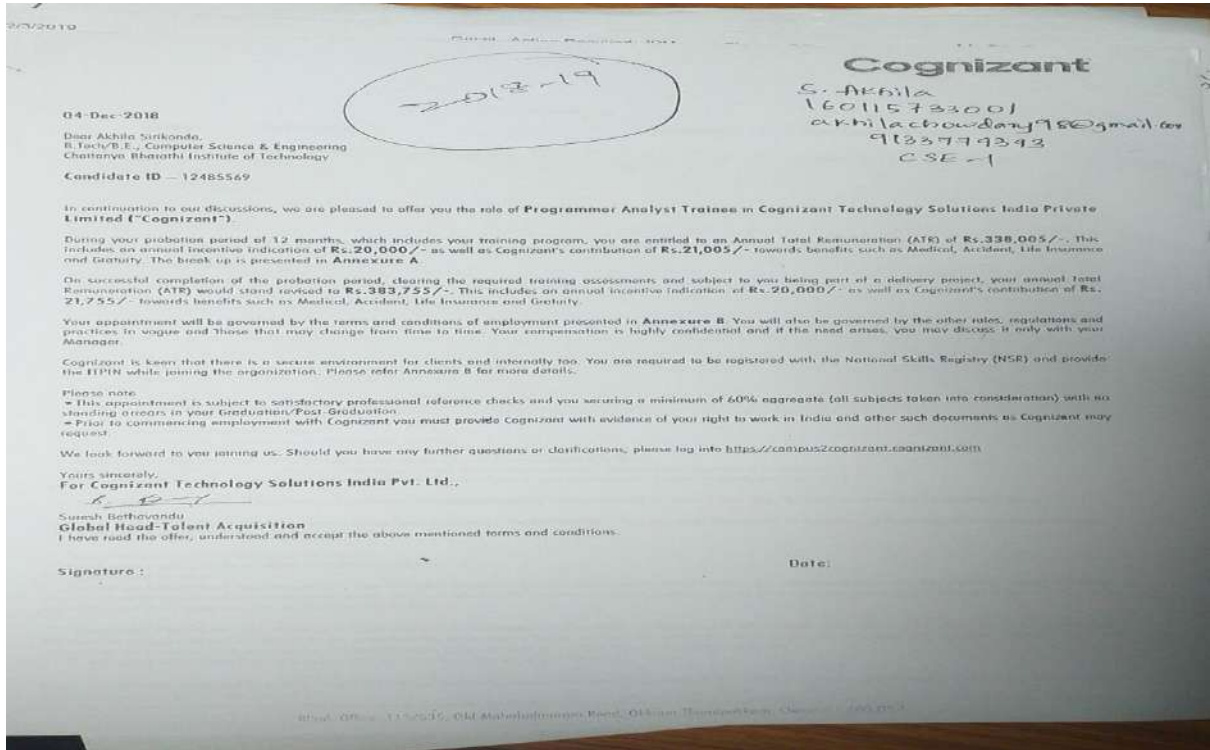 2/3/2019
Cognizant
2018-19
S. Akhila
160115733001
akhilachowdary98@gmail.com
9133779393
CSE-1
04-Dec-2018
Dear Akhila Sirikonda,
B.Tech/B.E., Computer Science & Engineering
Chaitanya Bharathi Institute of Technology
Candidate ID – 12485569
In continuation to our discussions, we are pleased to offer you the role of Programmer Analyst Trainee in Cognizant Technology Solutions India Private
Limited ("Cognizant").
During your probation period of 12 months, which includes your training program, you are entitled to an Annual Total Remuneration (ATR) of Rs.338,005/-. This
includes an annual incentive indication of Rs.20,000/- as well as Cognizant's contribution of Rs.21,005/- towards benefits such as Medical, Accident, Life Insurance
and Gratuity. The break up is presented in Annexure A.
On successful completion of the probation period, clearing the required training assessments and subject to you being part of a delivery project, your annual total
Remuneration (ATR) would stand revised to Rs.383,755/-. This includes an annual incentive indication of Rs.20,000/- as well as Cognizant's contribution of Rs.
21,755/- towards benefits such as Medical, Accident, Life Insurance and Gratuity.
Your appointment will be governed by the terms and conditions of employment presented in Annexure B. You will also be governed by the other rules, regulations and
practices in vogue and those that may change from time to time. Your compensation is highly confidential and if the need arises, you may discuss it only with your
Manager.
Cognizant is keen that there is a secure environment for clients and internally too. You are required to be registered with the National Skills Registry (NSR) and provide
the ITPIN while joining the organization. Please refer Annexure B for more details.
Please note
• This appointment is subject to satisfactory professional reference checks and you securing a minimum of 60% aggregate (all subjects taken into consideration) with no
standing arrears in your Graduation/Post-Graduation.
• Prior to commencing employment with Cognizant you must provide Cognizant with evidence of your right to work in India and other such documents as Cognizant may
request.
We look forward to you joining us. Should you have any further questions or clarifications, please log into https://campus2cognizant.cognizant.com
Yours sincerely,
For Cognizant Technology Solutions India Pvt. Ltd.,
Suresh Bethavandu
Global Head-Talent Acquisition
I have read the offer, understood and accept the above mentioned terms and conditions.
Signature :
Date: